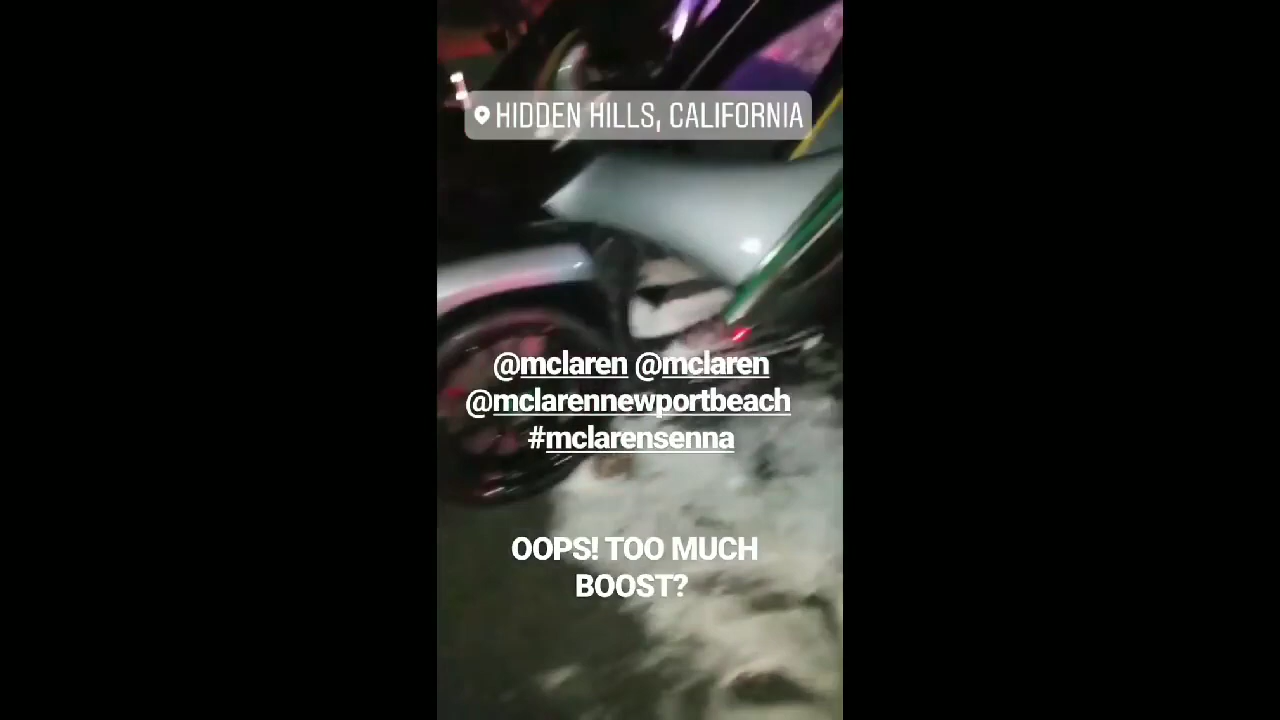 HIDDEN HILLS, CALIFORNIA
@mclaren @mclaren
@mclarennewportbeach
#mclarensenna
OOPS! TOO MUCH
BOOST?